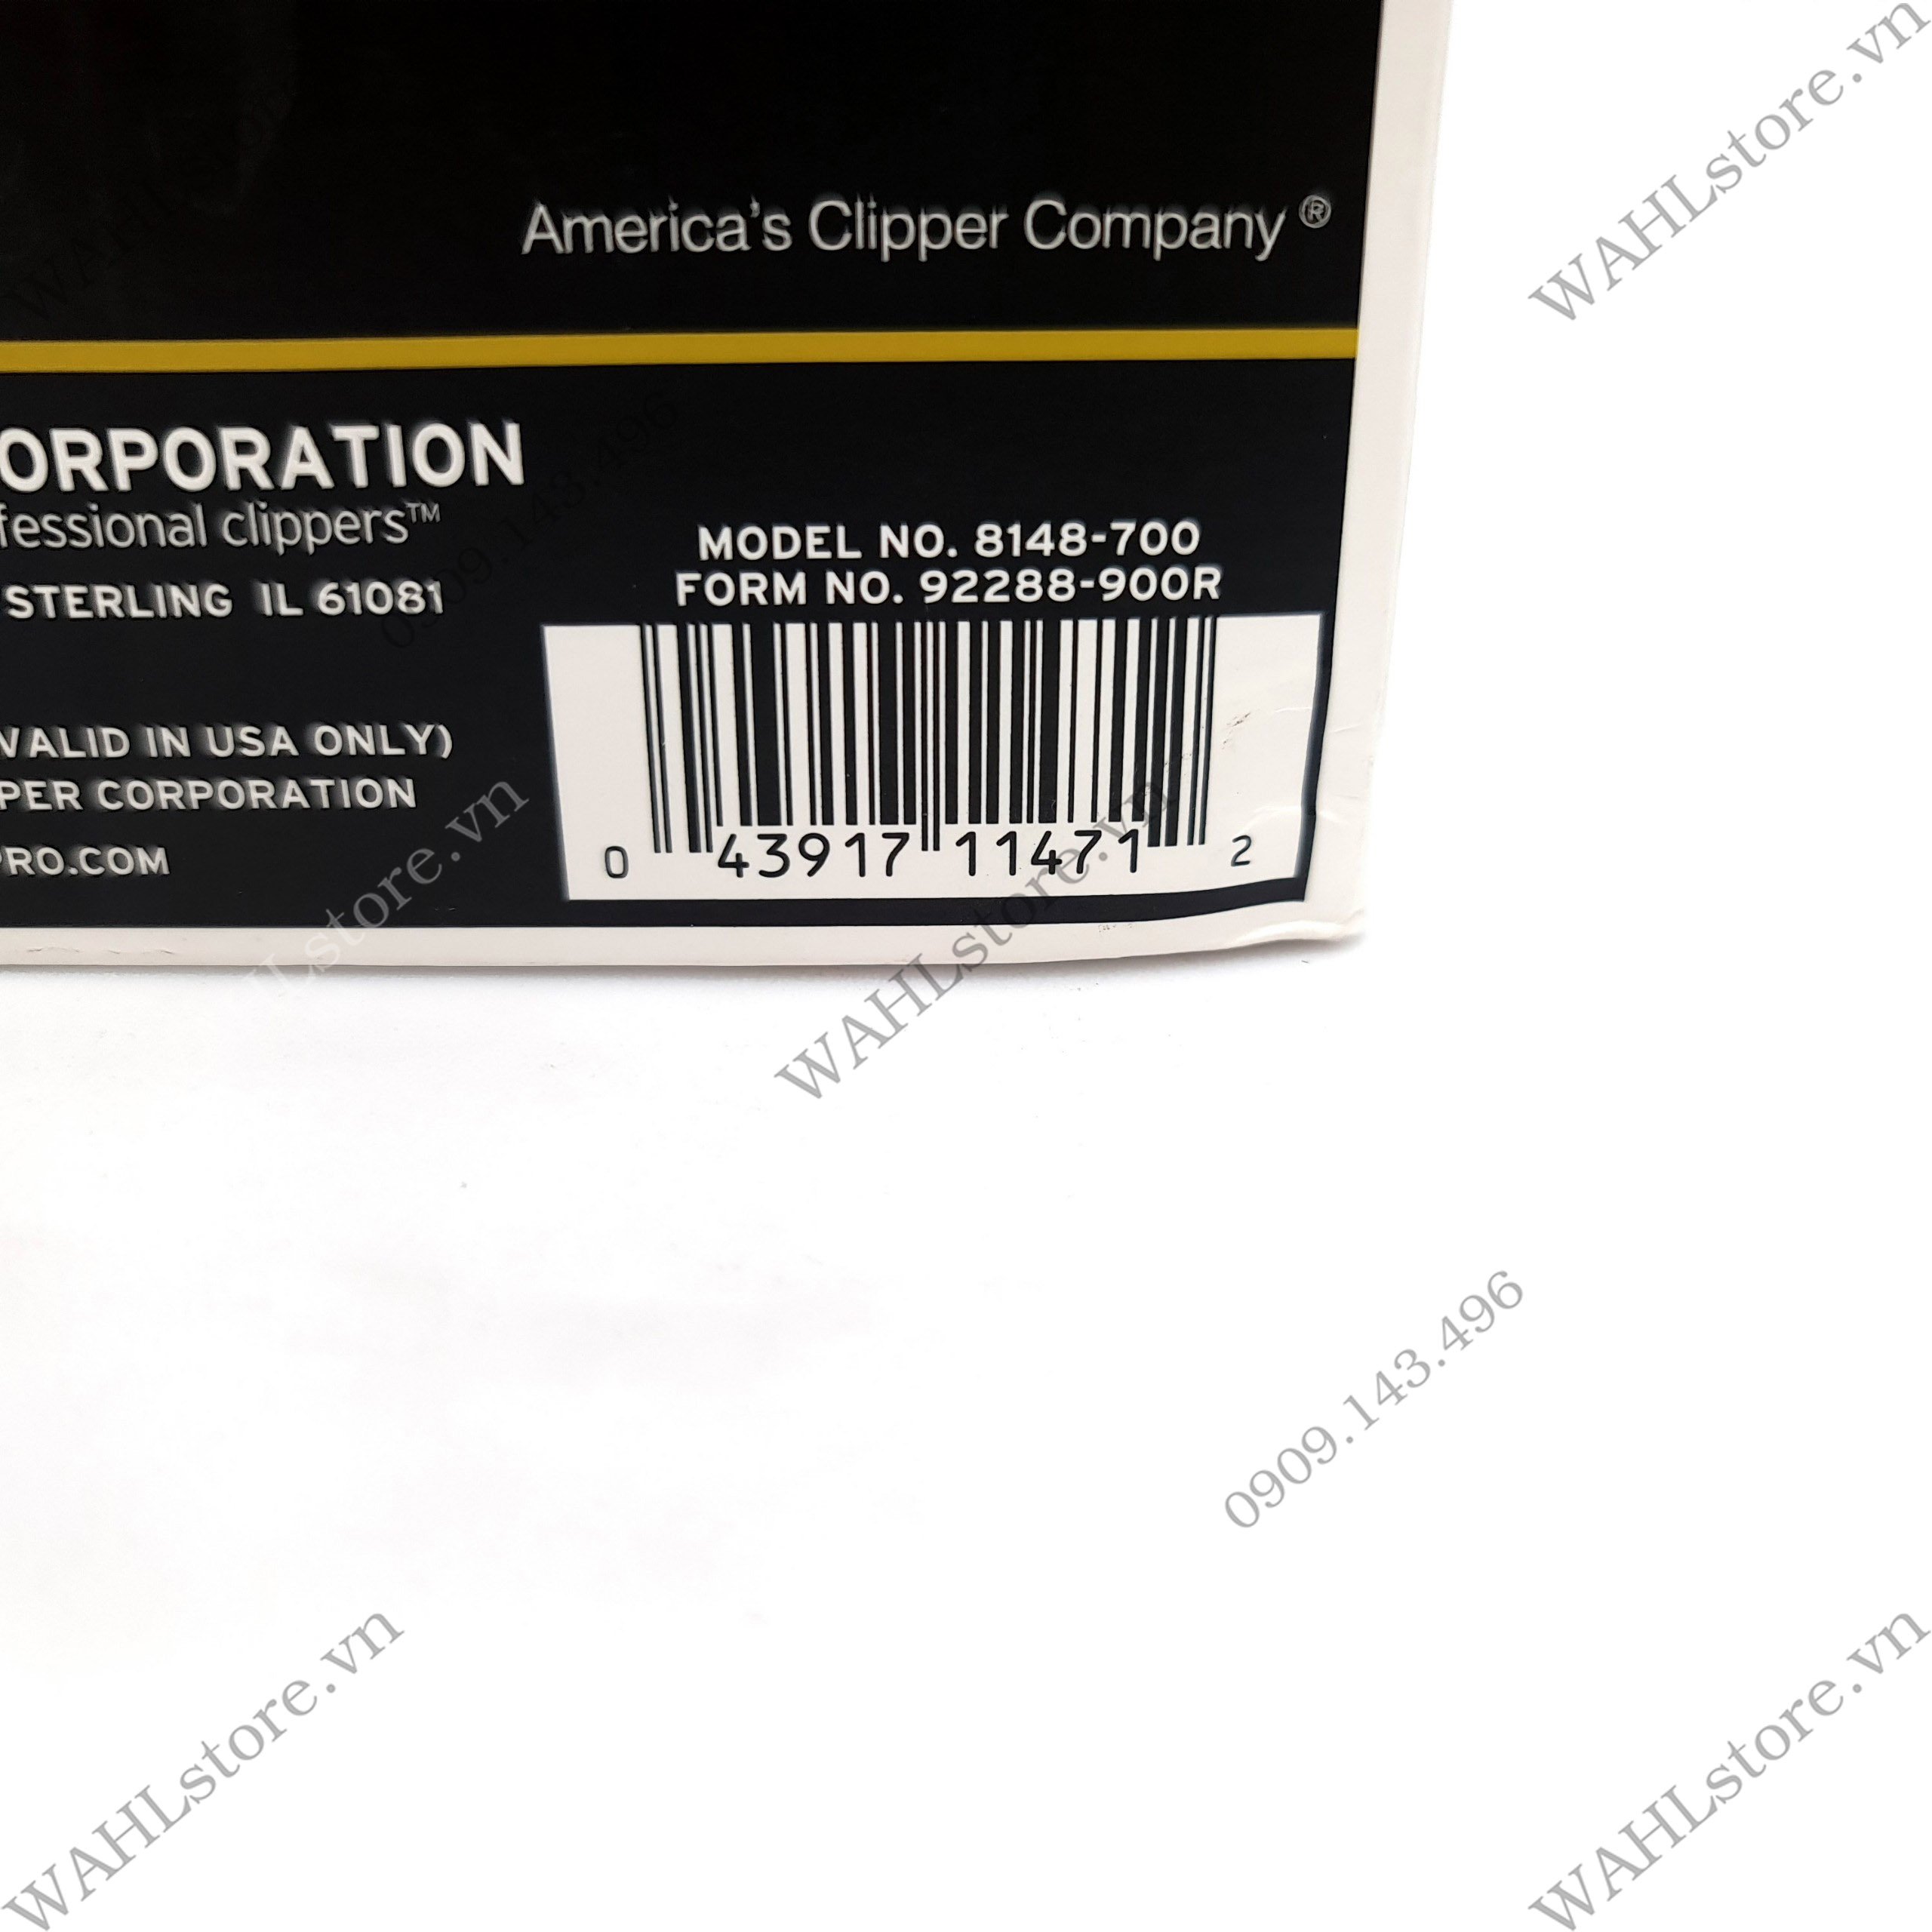 America's Clipper Company ®
ORPORATION
fessional clippers™
STERLING IL 61081
VALID IN USA ONLY)
PER CORPORATION
PRO.COM
MODEL NO. 8148-700
FORM NO. 92288-900R
0 43917 11471 2
WAHLstore.vn
WAHLstore.vn
0909.143.496
WAHLstore.vn
WAHLstore.vn
0909.143.496
WAHLstore.vn
WAHLstore.vn